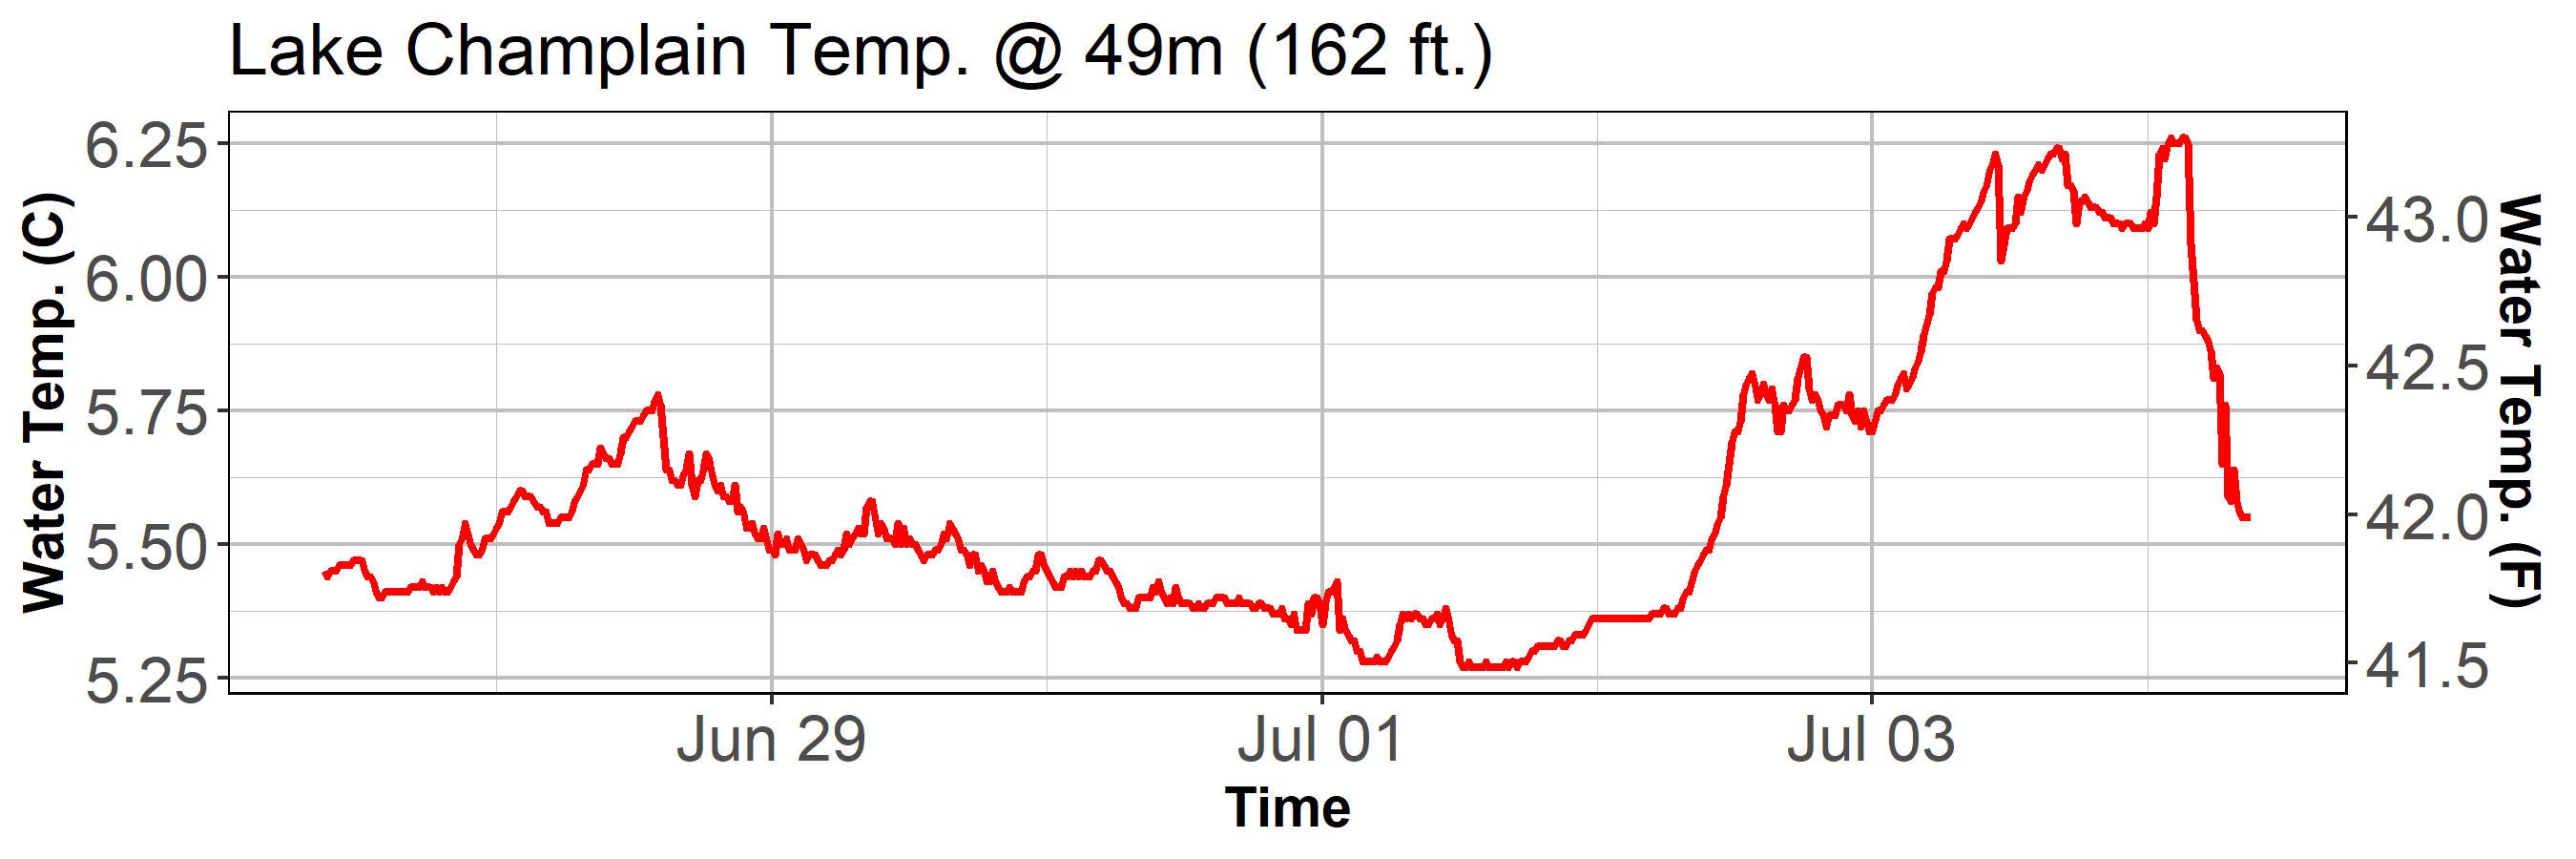 Lake Champlain Temp. @ 49m (162 ft.)
Water Temp. (C)
6.25
6.00
5.75
5.50
5.25
43.0
42.5
42.0
41.5
Water Temp. (F)
Jun 29
Jul 01
Jul 03
Time